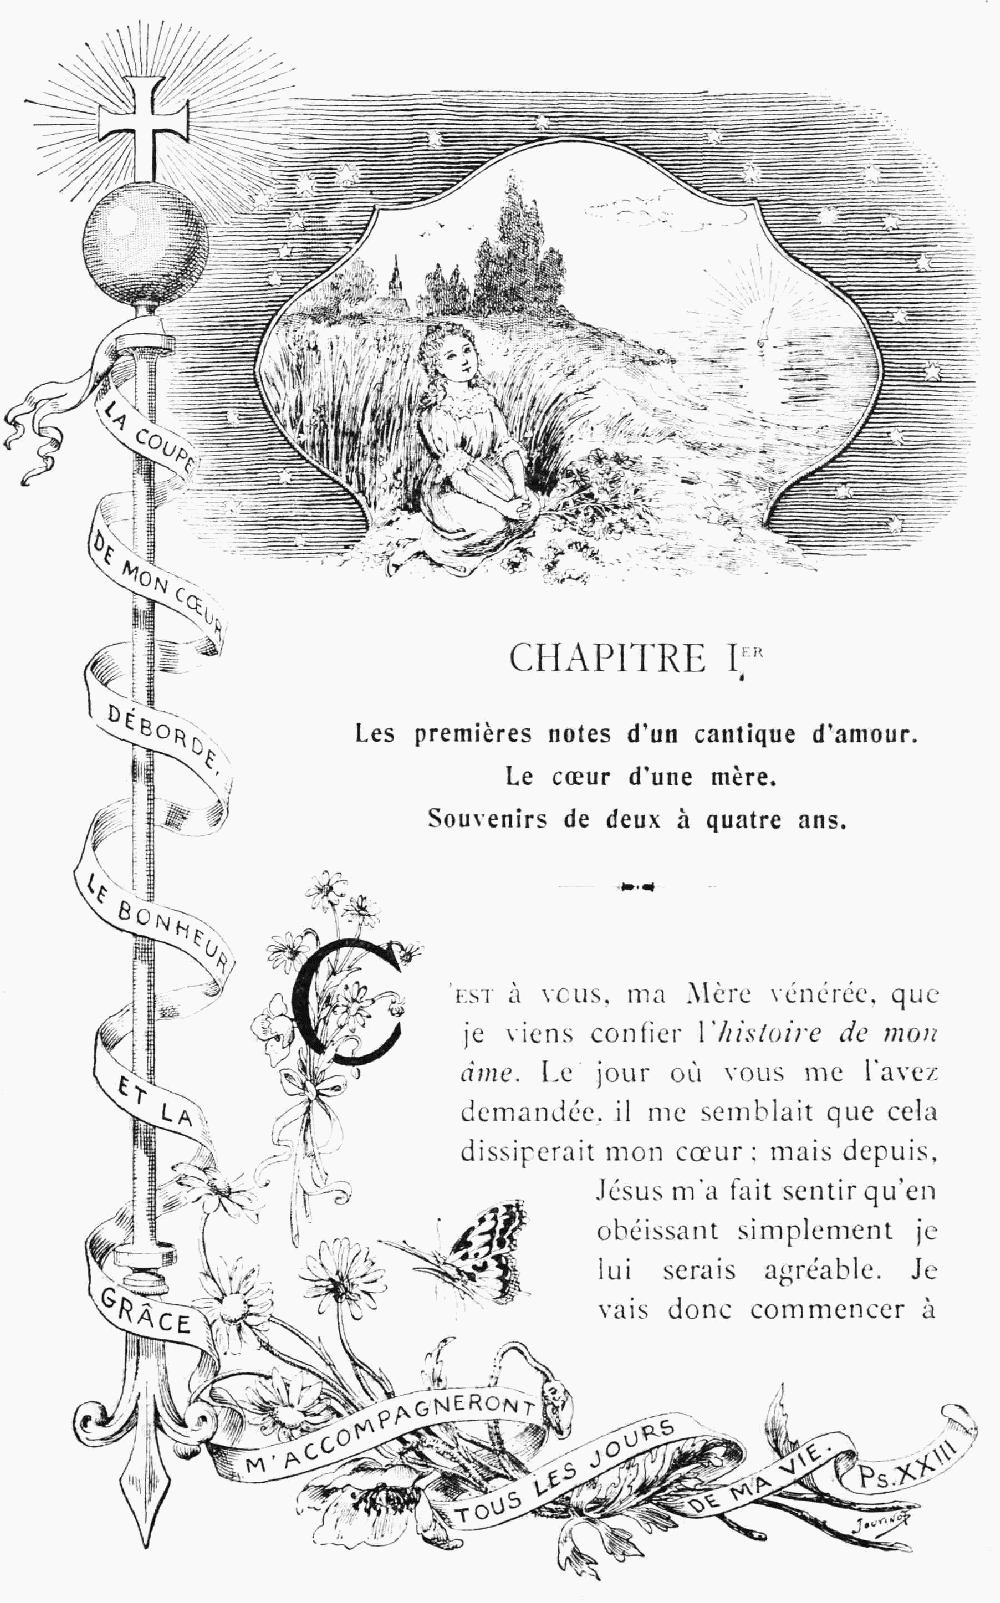 LA COUPE
DE MON CŒUR
DÉBORDE,
LE BONHEUR
ET LA
GRÂCE
M'ACCOMPAGNERONT
TOUS LES JOURS
DE MA VIE.
Ps. XXIII
CHAPITRE IER
Les premières notes d'un cantique d'amour.
Le cœur d'une mère.
Souvenirs de deux à quatre ans.
C'EST à vous, ma Mère vénérée, que
je viens confier l'histoire de mon
âme. Le jour où vous me l'avez
demandée, il me semblait que cela
dissiperait mon cœur ; mais depuis,
Jésus m'a fait sentir qu'en
obéissant simplement je
lui serais agréable. Je
vais donc commencer à